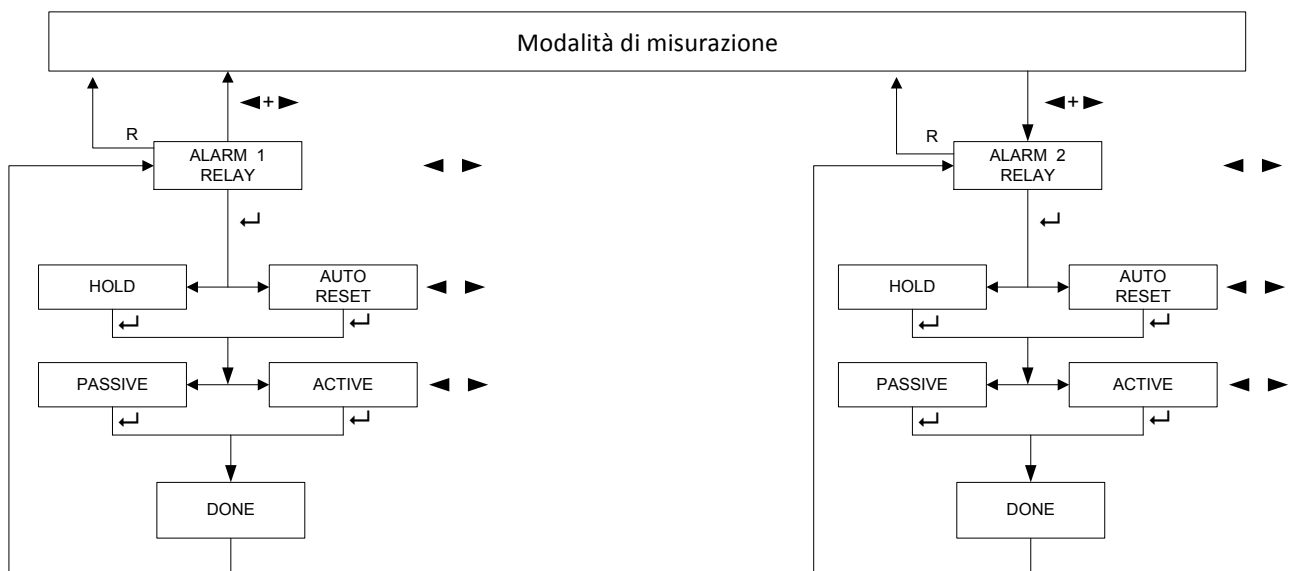 Modalità di misurazione
◄+►
◄+►
R
R
ALARM 1
RELAY
◄ ►
ALARM 2
RELAY
◄ ►
↵
↵
HOLD
AUTO
RESET
◄ ►
HOLD
AUTO
RESET
◄ ►
↵
↵
↵
↵
PASSIVE
ACTIVE
◄ ►
PASSIVE
ACTIVE
◄ ►
↵
↵
↵
↵
DONE
DONE